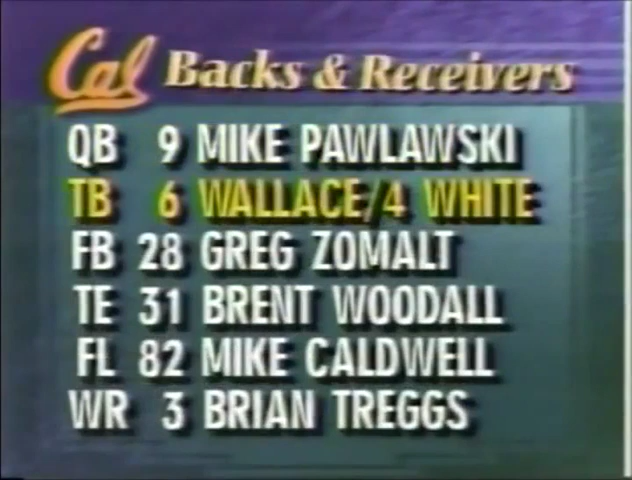 Cal Backs & Receivers
QB 9 MIKE PAWLAWSKI
TB 6 WALLACE/4 WHITE
FB 28 GREG ZOMALT
TE 31 BRENT WOODALL
FL 82 MIKE CALDWELL
WR 3 BRIAN TREGGS